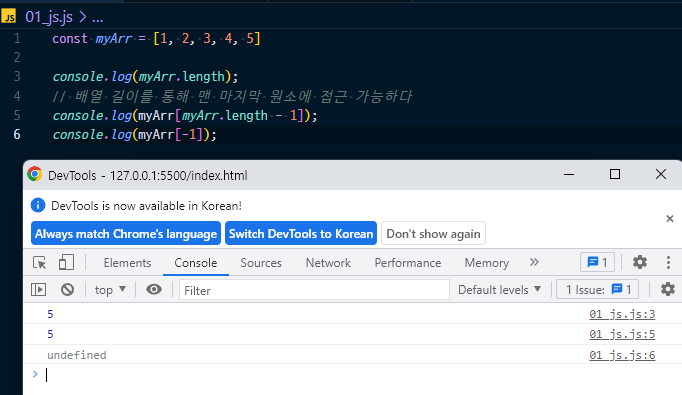 JS 01_js.js > ...
1 const myArr = [1, 2, 3, 4, 5]
2
3 console.log(myArr.length);
4 // 배열 길이를 통해 맨 마지막 원소에 접근 가능하다
5 console.log(myArr[myArr.length - 1]);
6 console.log(myArr[-1]);
DevTools - 127.0.0.1:5500/index.html
DevTools is now available in Korean!
Always match Chrome's language Switch DevTools to Korean Don't show again
Elements Console Sources Network Performance Memory » 1
top ▼ Filter Default levels ▼ 1 Issue: 1
5 01_js.js:3
5 01_js.js:5
undefined 01_js.js:6
>